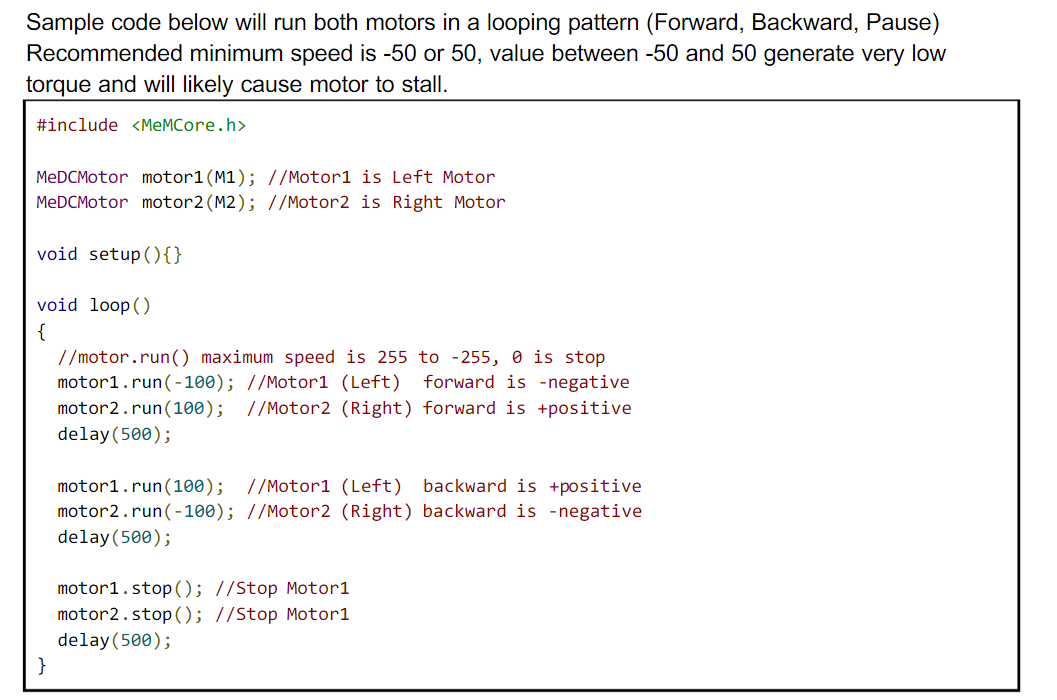 Sample code below will run both motors in a looping pattern (Forward, Backward, Pause)
Recommended minimum speed is -50 or 50, value between -50 and 50 generate very low
torque and will likely cause motor to stall.
#include <MeMCore.h>
MeDCMotor motor1(M1); //Motor1 is Left Motor
MeDCMotor motor2(M2); //Motor2 is Right Motor
void setup(){}
void loop()
{
  //motor.run() maximum speed is 255 to -255, 0 is stop
  motor1.run(-100); //Motor1 (Left)  forward is -negative
  motor2.run(100);  //Motor2 (Right) forward is +positive
  delay(500);
  motor1.run(100);  //Motor1 (Left)  backward is +positive
  motor2.run(-100); //Motor2 (Right) backward is -negative
  delay(500);
  motor1.stop(); //Stop Motor1
  motor2.stop(); //Stop Motor1
  delay(500);
}